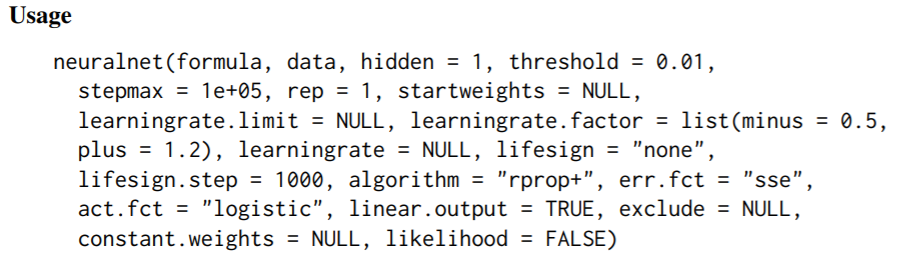 Usage
neuralnet(formula, data, hidden = 1, threshold = 0.01,
stepmax = 1e+05, rep = 1, startweights = NULL,
learningrate.limit = NULL, learningrate.factor = list(minus = 0.5,
plus = 1.2), learningrate = NULL, lifesign = "none",
lifesign.step = 1000, algorithm = "rprop+", err.fct = "sse",
act.fct = "logistic", linear.output = TRUE, exclude = NULL,
constant.weights = NULL, likelihood = FALSE)